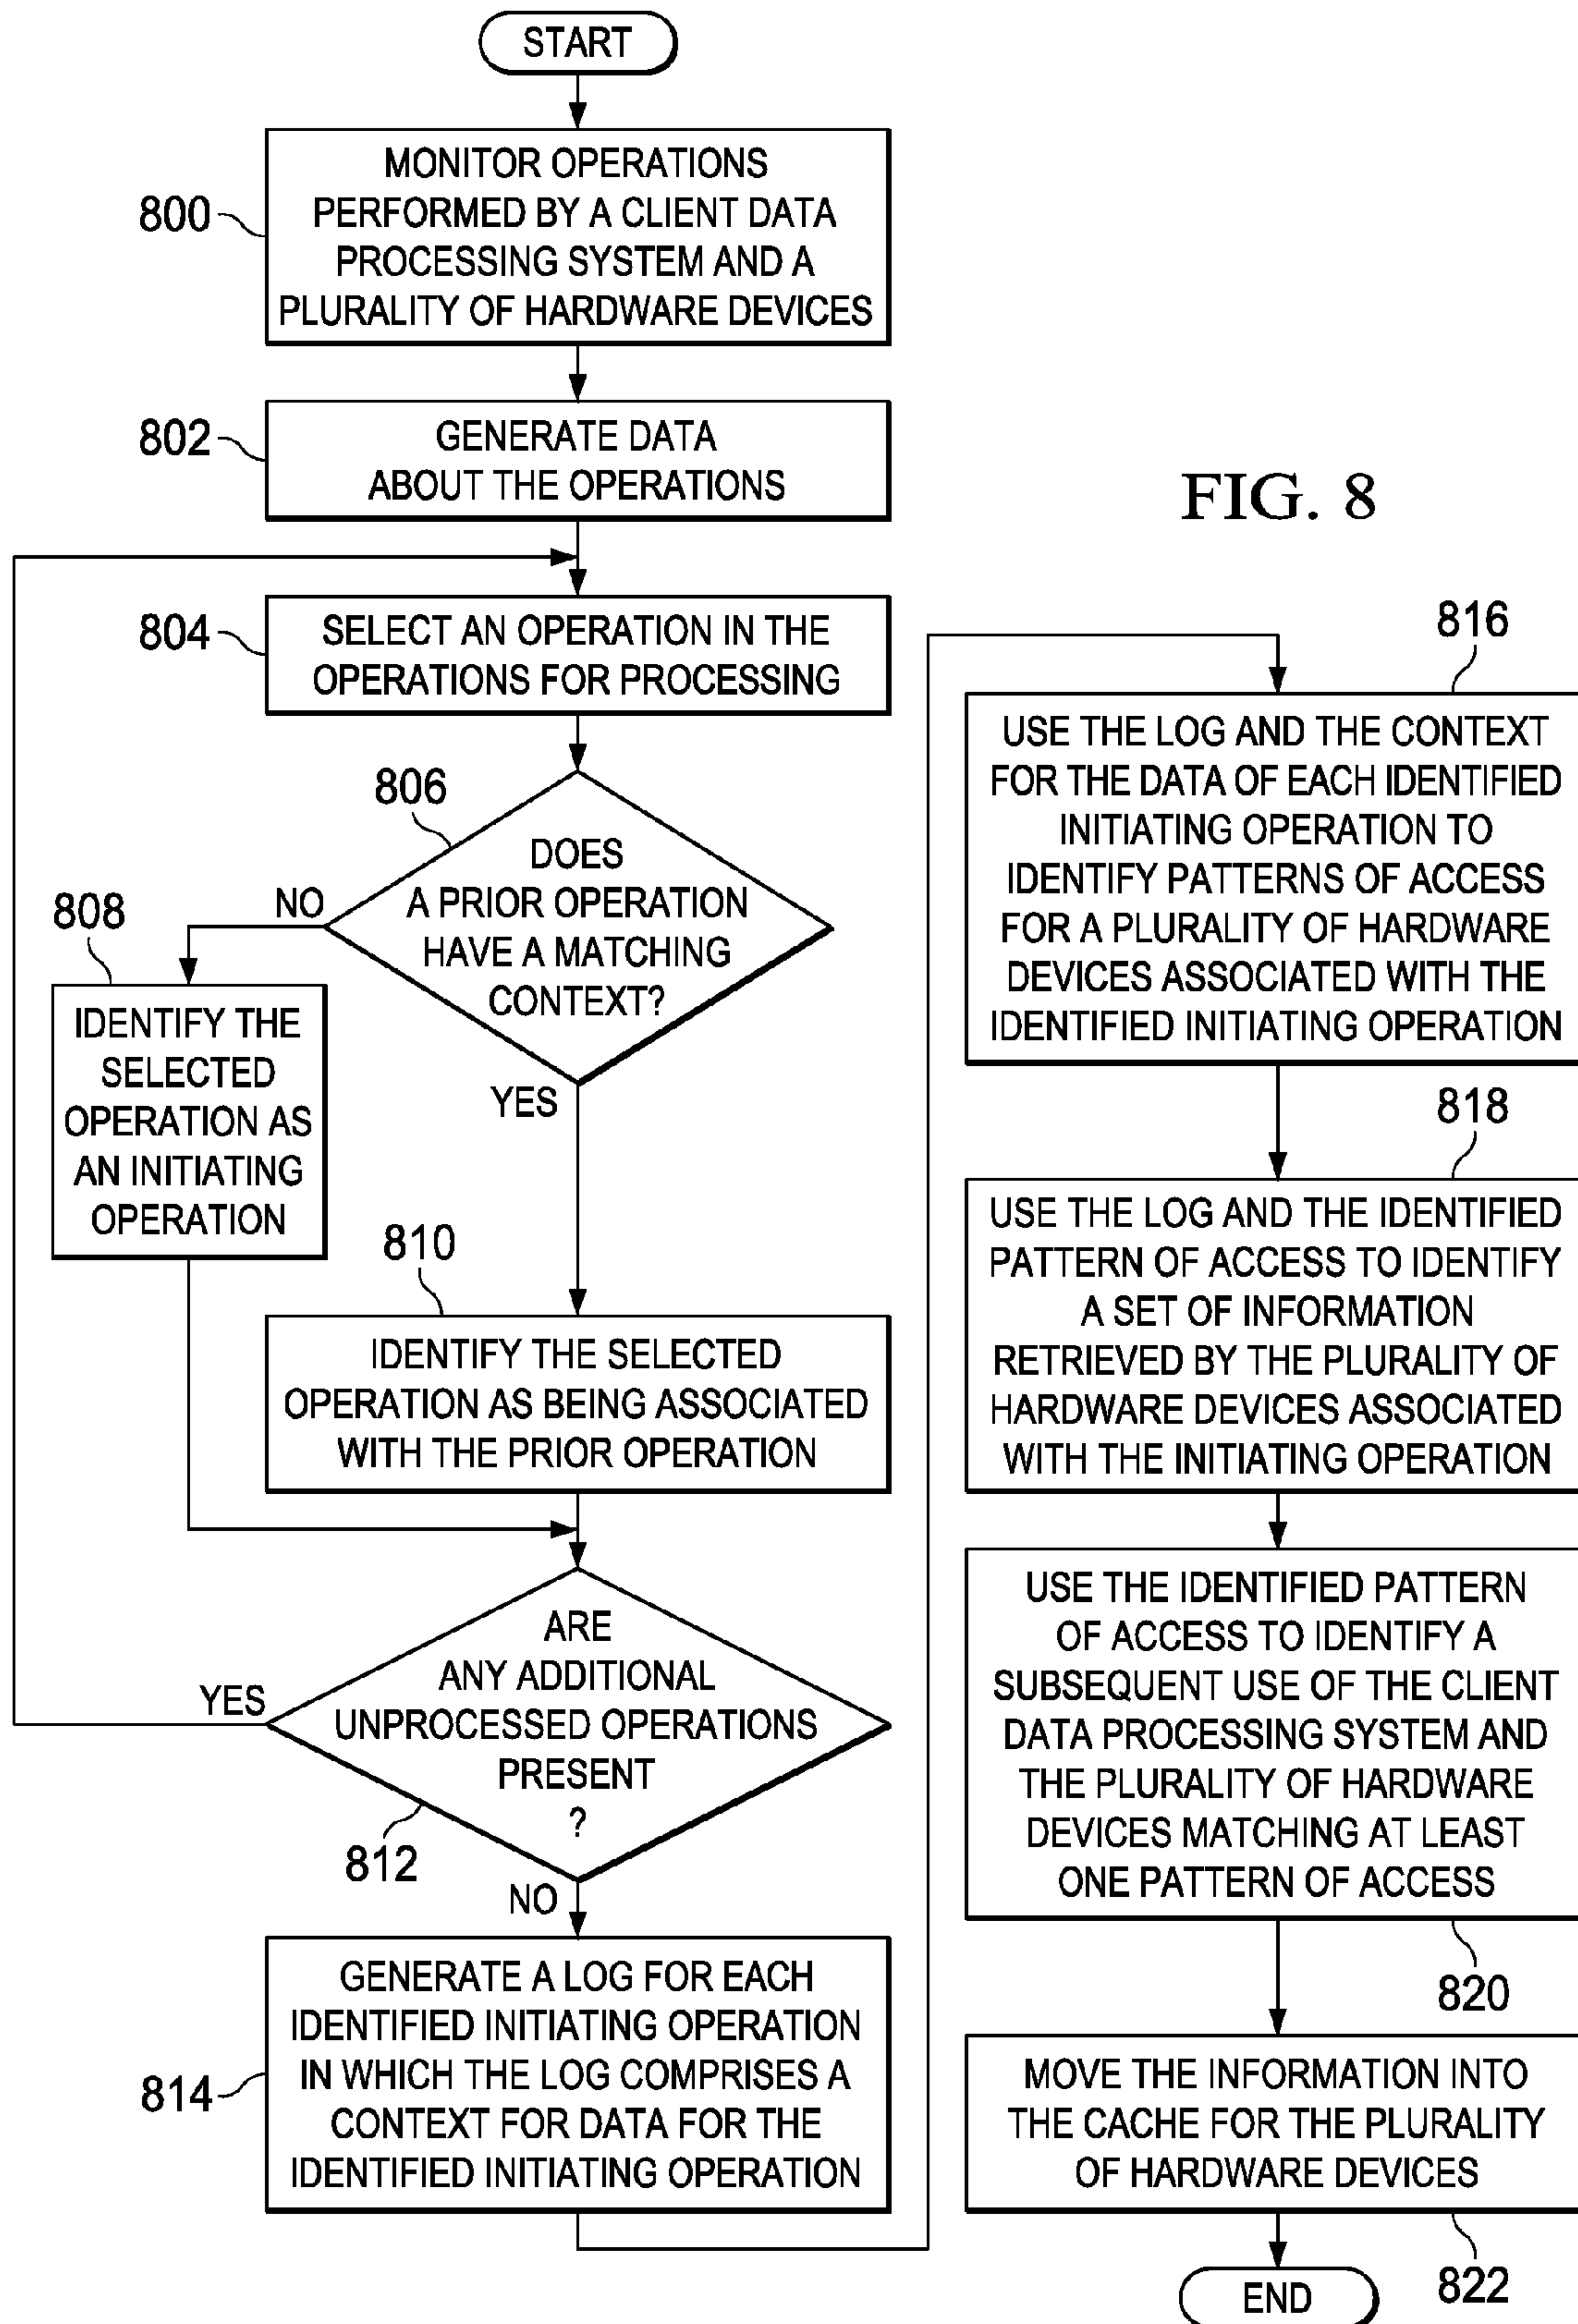 START
800
MONITOR OPERATIONS
PERFORMED BY A CLIENT DATA
PROCESSING SYSTEM AND A
PLURALITY OF HARDWARE DEVICES
802
GENERATE DATA
ABOUT THE OPERATIONS
804
SELECT AN OPERATION IN THE
OPERATIONS FOR PROCESSING
806
DOES
A PRIOR OPERATION
HAVE A MATCHING
CONTEXT?
NO
YES
808
IDENTIFY THE
SELECTED
OPERATION AS
AN INITIATING
OPERATION
810
IDENTIFY THE SELECTED
OPERATION AS BEING ASSOCIATED
WITH THE PRIOR OPERATION
ARE
ANY ADDITIONAL
UNPROCESSED OPERATIONS
PRESENT
?
YES
812
NO
814
GENERATE A LOG FOR EACH
IDENTIFIED INITIATING OPERATION
IN WHICH THE LOG COMPRISES A
CONTEXT FOR DATA FOR THE
IDENTIFIED INITIATING OPERATION
FIG. 8
816
USE THE LOG AND THE CONTEXT
FOR THE DATA OF EACH IDENTIFIED
INITIATING OPERATION TO
IDENTIFY PATTERNS OF ACCESS
FOR A PLURALITY OF HARDWARE
DEVICES ASSOCIATED WITH THE
IDENTIFIED INITIATING OPERATION
818
USE THE LOG AND THE IDENTIFIED
PATTERN OF ACCESS TO IDENTIFY
A SET OF INFORMATION
RETRIEVED BY THE PLURALITY OF
HARDWARE DEVICES ASSOCIATED
WITH THE INITIATING OPERATION
USE THE IDENTIFIED PATTERN
OF ACCESS TO IDENTIFY A
SUBSEQUENT USE OF THE CLIENT
DATA PROCESSING SYSTEM AND
THE PLURALITY OF HARDWARE
DEVICES MATCHING AT LEAST
ONE PATTERN OF ACCESS
820
MOVE THE INFORMATION INTO
THE CACHE FOR THE PLURALITY
OF HARDWARE DEVICES
822
END